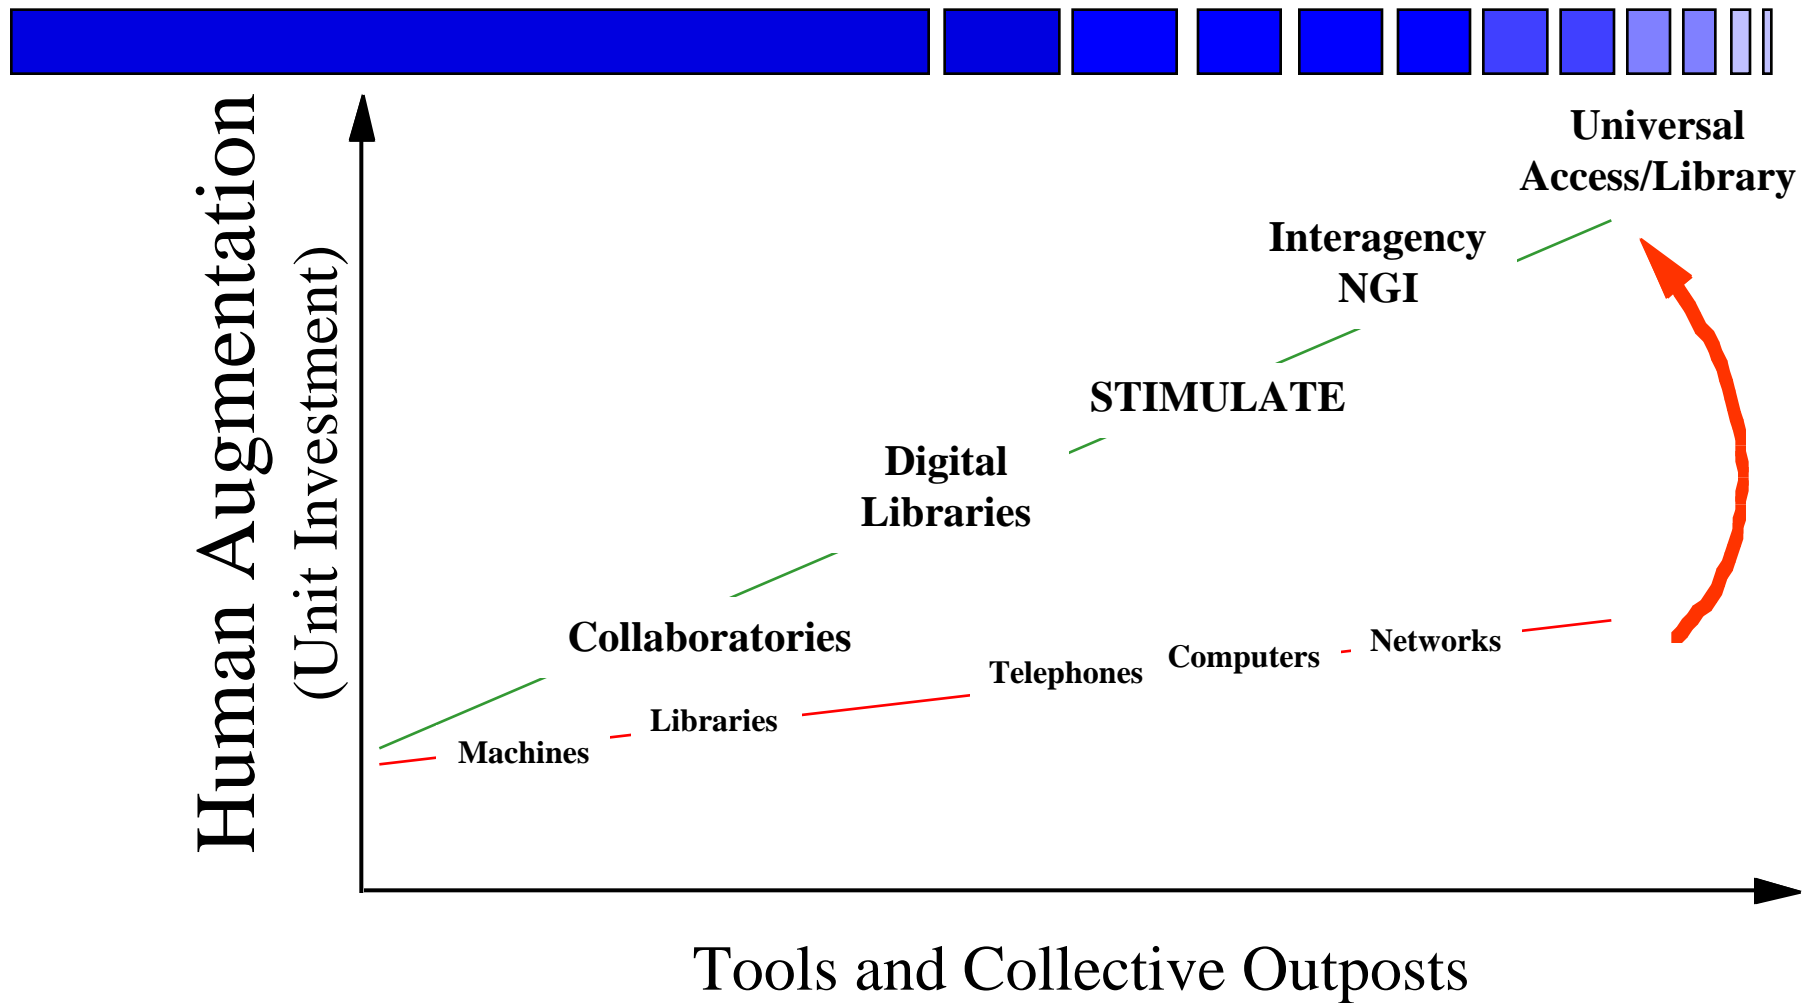 Human Augmentation
(Unit Investment)
Universal
Access/Library
Interagency
NGI
STIMULATE
Digital
Libraries
Collaboratories
Networks
Computers
Telephones
Libraries
Machines
Tools and Collective Outposts